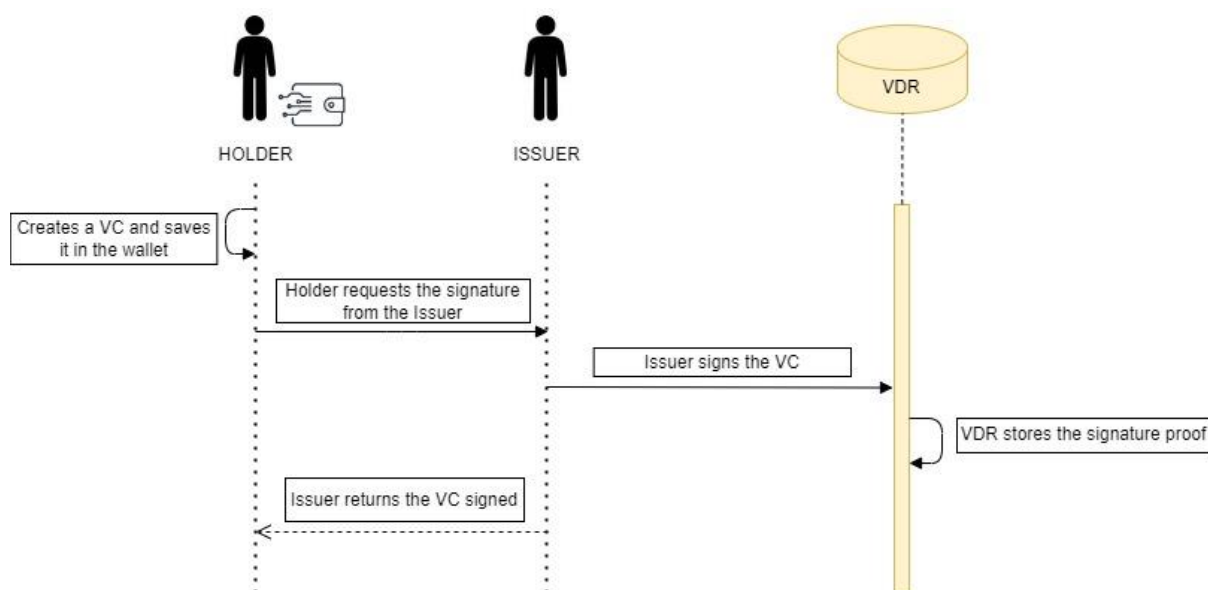 VDR
HOLDER
ISSUER
Creates a VC and saves
it in the wallet
Holder requests the signature
from the Issuer
Issuer signs the VC
VDR stores the signature proof
Issuer returns the VC signed